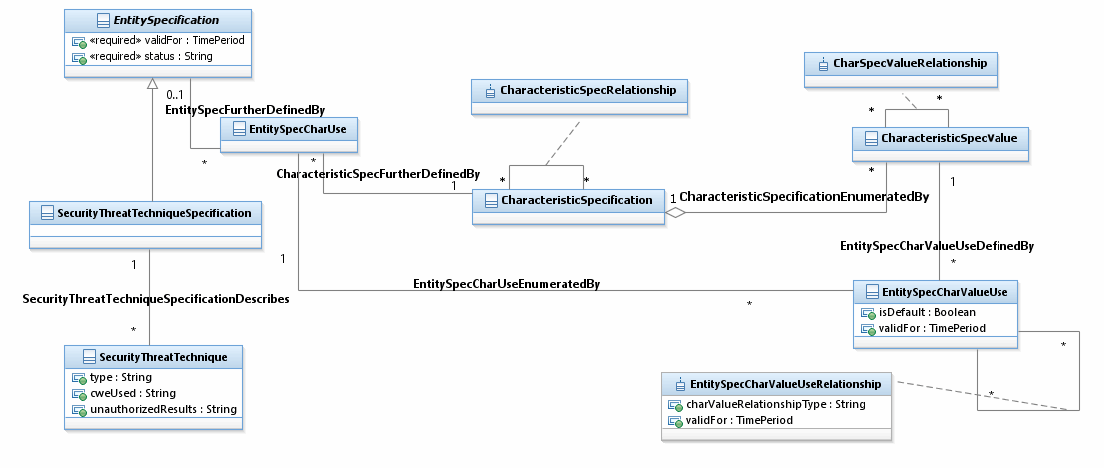 EntitySpecification
«required» validFor : TimePeriod
«required» status : String
0..1
EntitySpecFurtherDefinedBy
*
EntitySpecCharUse
*
CharacteristicSpecFurtherDefinedBy
1
CharacteristicSpecRelationship
*
*
CharacteristicSpecification
1
CharacteristicSpecificationEnumeratedBy
CharSpecValueRelationship
*
*
CharacteristicSpecValue
*
1
EntitySpecCharValueUseDefinedBy
*
SecurityThreatTechniqueSpecification
1
SecurityThreatTechniqueSpecificationDescribes
*
1
EntitySpecCharUseEnumeratedBy
*
EntitySpecCharValueUse
isDefault : Boolean
validFor : TimePeriod
*
*
SecurityThreatTechnique
type : String
cweUsed : String
unauthorizedResults : String
EntitySpecCharValueUseRelationship
charValueRelationshipType : String
validFor : TimePeriod